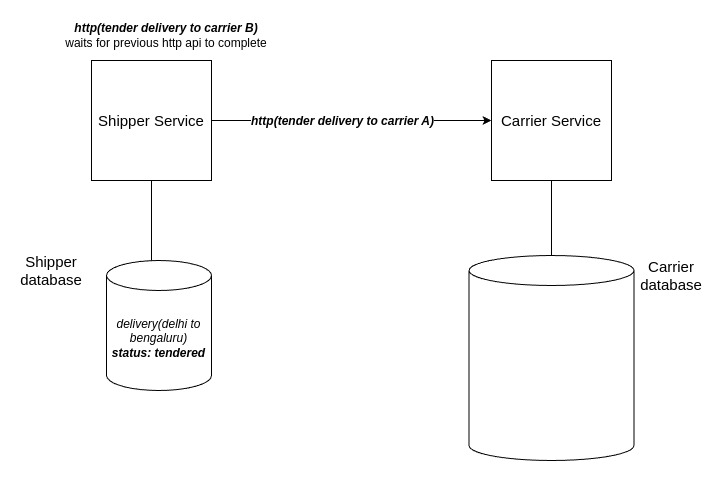 http(tender delivery to carrier B)
waits for previous http api to complete
Shipper Service
http(tender delivery to carrier A)
Carrier Service
Shipper
database
Carrier
database
delivery(delhi to
bengaluru)
status: tendered